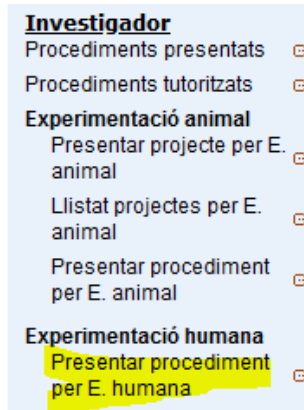 Investigador
Procediments presentats
Procediments tutoritzats
Experimentació animal
Presentar projecte per E.
animal
Llistat projectes per E.
animal
Presentar procediment
per E. animal
Experimentació humana
Presentar procediment
per E. humana